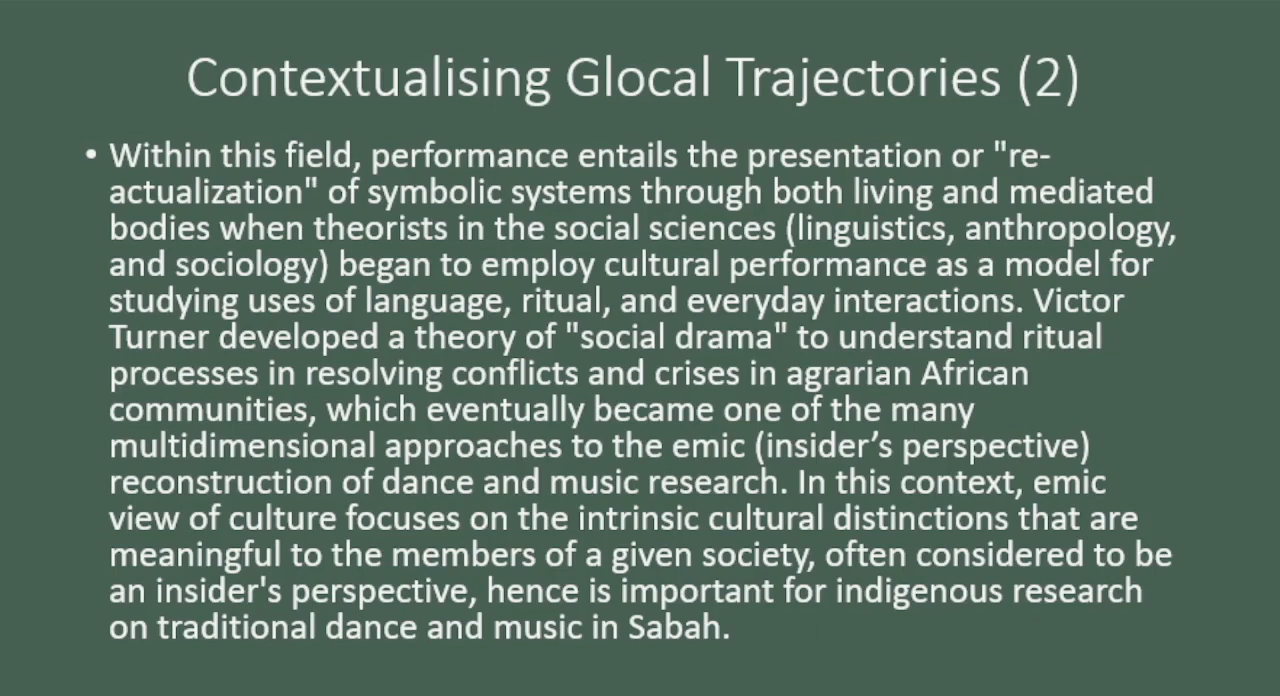 Contextualising Glocal Trajectories (2)
• Within this field, performance entails the presentation or "re-
actualization" of symbolic systems through both living and mediated
bodies when theorists in the social sciences (linguistics, anthropology,
and sociology) began to employ cultural performance as a model for
studying uses of language, ritual, and everyday interactions. Victor
Turner developed a theory of "social drama" to understand ritual
processes in resolving conflicts and crises in agrarian African
communities, which eventually became one of the many
multidimensional approaches to the emic (insider’s perspective)
reconstruction of dance and music research. In this context, emic
view of culture focuses on the intrinsic cultural distinctions that are
meaningful to the members of a given society, often considered to be
an insider's perspective, hence is important for indigenous research
on traditional dance and music in Sabah.